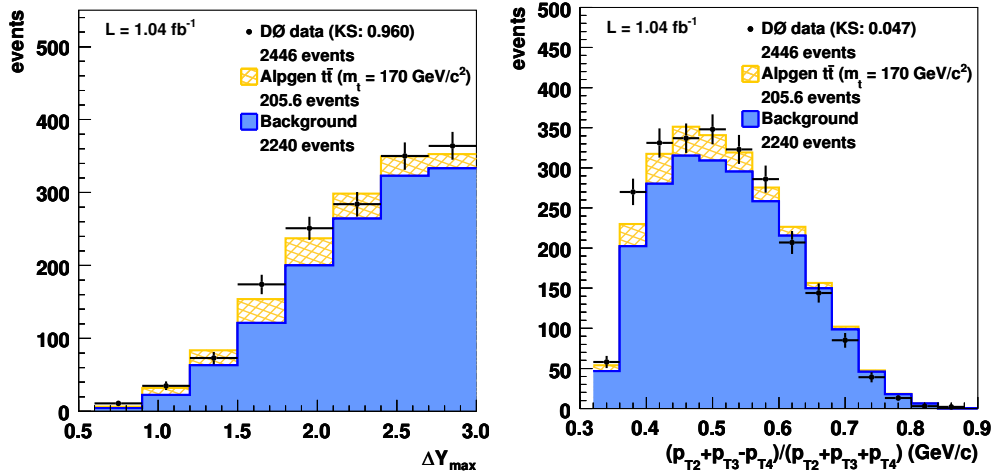 events
500
400
300
200
100
0
L = 1.04 fb⁻¹
DØ data (KS: 0.960)
2446 events
Alpgen tt̄ (mₜ = 170 GeV/c²)
205.6 events
Background
2240 events
0.5 1.0 1.5 2.0 2.5 3.0
ΔYmax
events
500
450
400
350
300
250
200
150
100
50
0
L = 1.04 fb⁻¹
DØ data (KS: 0.047)
2446 events
Alpgen tt̄ (mₜ = 170 GeV/c²)
205.6 events
Background
2240 events
0.3 0.4 0.5 0.6 0.7 0.8 0.9
(pT2+pT3-pT4)/(pT2+pT3+pT4) (GeV/c)